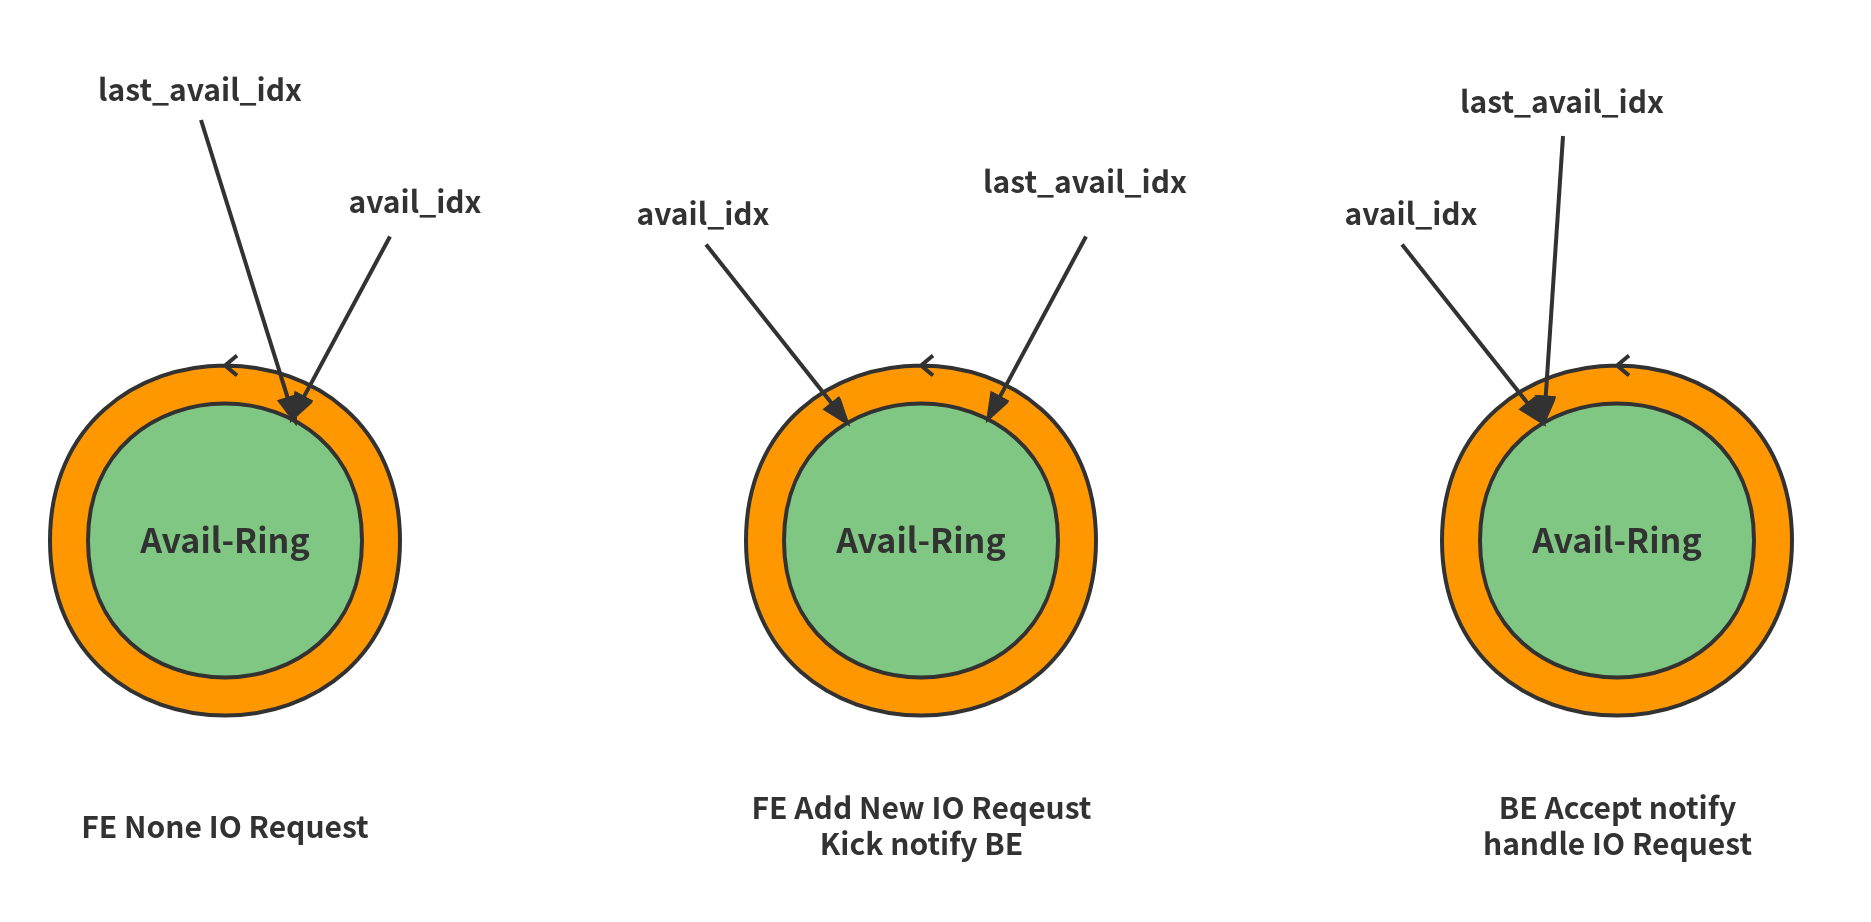 last_avail_idx
avail_idx
Avail-Ring
FE None IO Request
avail_idx
last_avail_idx
Avail-Ring
FE Add New IO Reqeust
Kick notify BE
last_avail_idx
avail_idx
Avail-Ring
BE Accept notify
handle IO Request